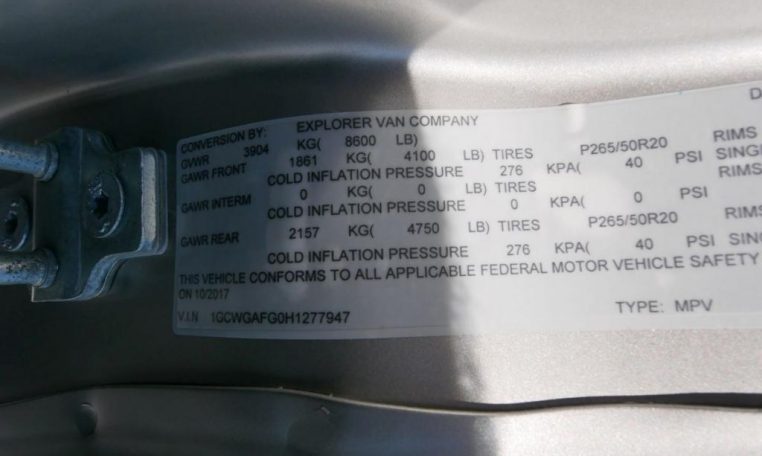 D
CONVERSION BY: EXPLORER VAN COMPANY
GVWR 3904 KG( 8600 LB)
GAWR FRONT 1861 KG( 4100 LB) TIRES P265/50R20 RIMS
COLD INFLATION PRESSURE 276 KPA( 40 PSI SING
GAWR INTERM 0 KG( 0 LB) TIRES RIMS
COLD INFLATION PRESSURE 0 KPA( 0 PSI
GAWR REAR 2157 KG( 4750 LB) TIRES P265/50R20 RIMS
COLD INFLATION PRESSURE 276 KPA( 40 PSI SING
THIS VEHICLE CONFORMS TO ALL APPLICABLE FEDERAL MOTOR VEHICLE SAFETY
ON 10/2017
V.I.N 1GCWGAFG0H1277947 TYPE: MPV